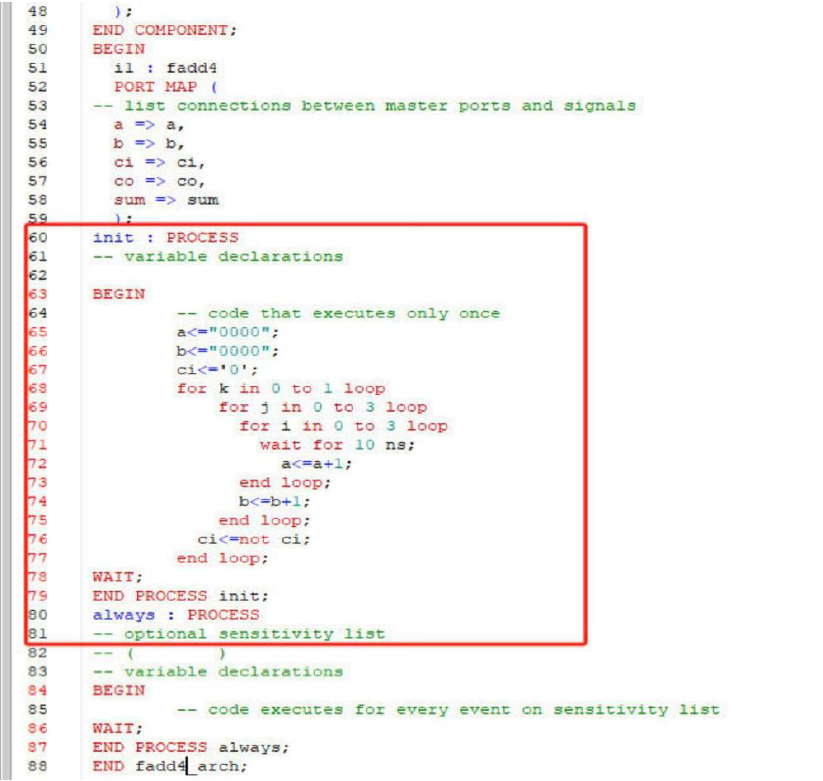 48 );
49 END COMPONENT;
50 BEGIN
51 i1 : fadd4
52 PORT MAP (
53 -- list connections between master ports and signals
54 a => a,
55 b => b,
56 ci => ci,
57 co => co,
58 sum => sum
59 );
60 init : PROCESS
61 -- variable declarations
62
63 BEGIN
64 -- code that executes only once
65 a<="0000";
66 b<="0000";
67 ci<='0';
68 for k in 0 to 1 loop
69 for j in 0 to 3 loop
70 for i in 0 to 3 loop
71 wait for 10 ns;
72 a<=a+1;
73 end loop;
74 b<=b+1;
75 end loop;
76 ci<=not ci;
77 end loop;
78 WAIT;
79 END PROCESS init;
80 always : PROCESS
81 -- optional sensitivity list
82 -- ( )
83 -- variable declarations
84 BEGIN
85 -- code executes for every event on sensitivity list
86 WAIT;
87 END PROCESS always;
88 END fadd4_arch;